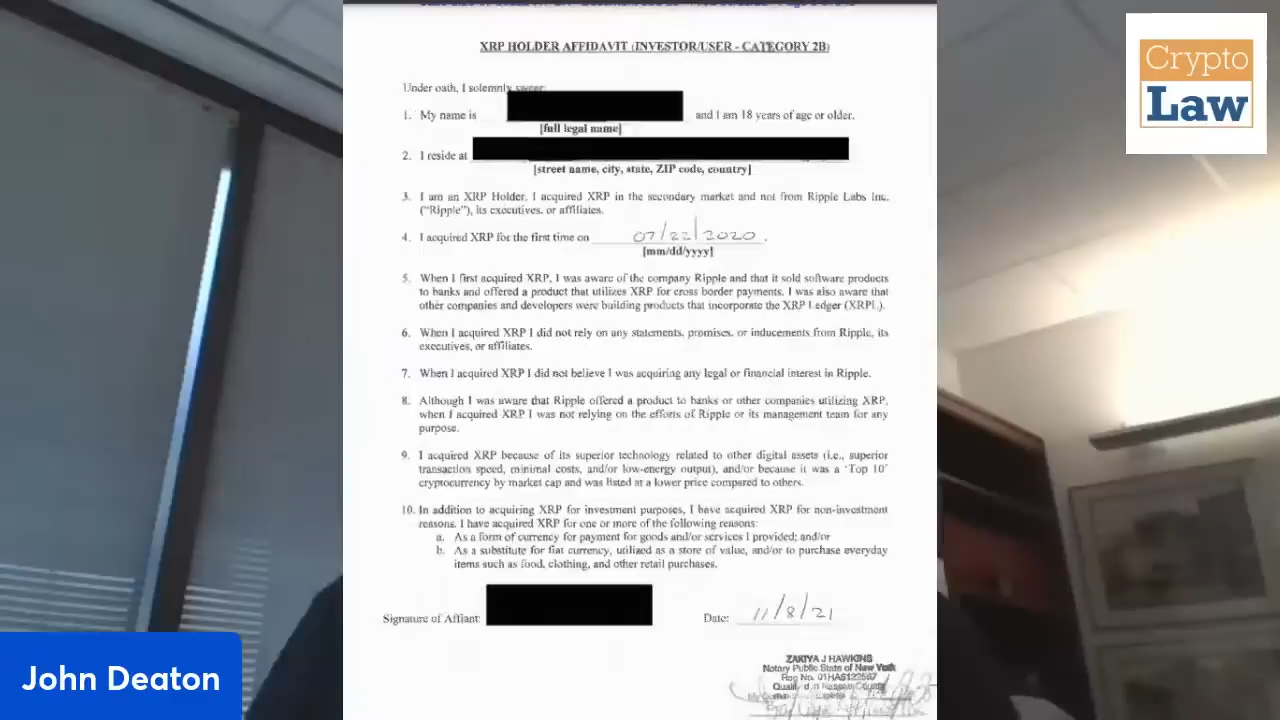 XRP HOLDER AFFIDAVIT (INVESTOR/USER - CATEGORY 2B)
Under oath, I solemnly swear:
1. My name is and I am 18 years of age or older.
[full legal name]
2. I reside at
[street name, city, state, ZIP code, country]
3. I am an XRP Holder. I acquired XRP in the secondary market and not from Ripple Labs Inc.
("Ripple"), its executives, or affiliates.
4. I acquired XRP for the first time on 07/22/2020.
[mm/dd/yyyy]
5. When I first acquired XRP, I was aware of the company Ripple and that it sold software products
to banks and offered a product that utilizes XRP for cross border payments. I was also aware that
other companies and developers were building products that incorporate the XRP Ledger (XRPL).
6. When I acquired XRP I did not rely on any statements, promises, or inducements from Ripple, its
executives, or affiliates.
7. When I acquired XRP I did not believe I was acquiring any legal or financial interest in Ripple.
8. Although I was aware that Ripple offered a product to banks or other companies utilizing XRP,
when I acquired XRP I was not relying on the efforts of Ripple or its management team for any
purpose.
9. I acquired XRP because of its superior technology related to other digital assets (i.e., superior
transaction speed, minimal costs, and/or low-energy output), and/or because it was a 'Top 10'
cryptocurrency by market cap and was listed at a lower price compared to others.
10. In addition to acquiring XRP for investment purposes, I have acquired XRP for non-investment
reasons. I have acquired XRP for one or more of the following reasons:
a. As a form of currency for payment for goods and/or services I provided; and/or
b. As a substitute for fiat currency, utilized as a store of value, and/or to purchase everyday
items such as food, clothing, and other retail purchases.
Signature of Affiant: Date: 11/8/21
ZAKIYA J HAWKINS
Notary Public State of New York
Reg No.
Crypto
Law
John Deaton